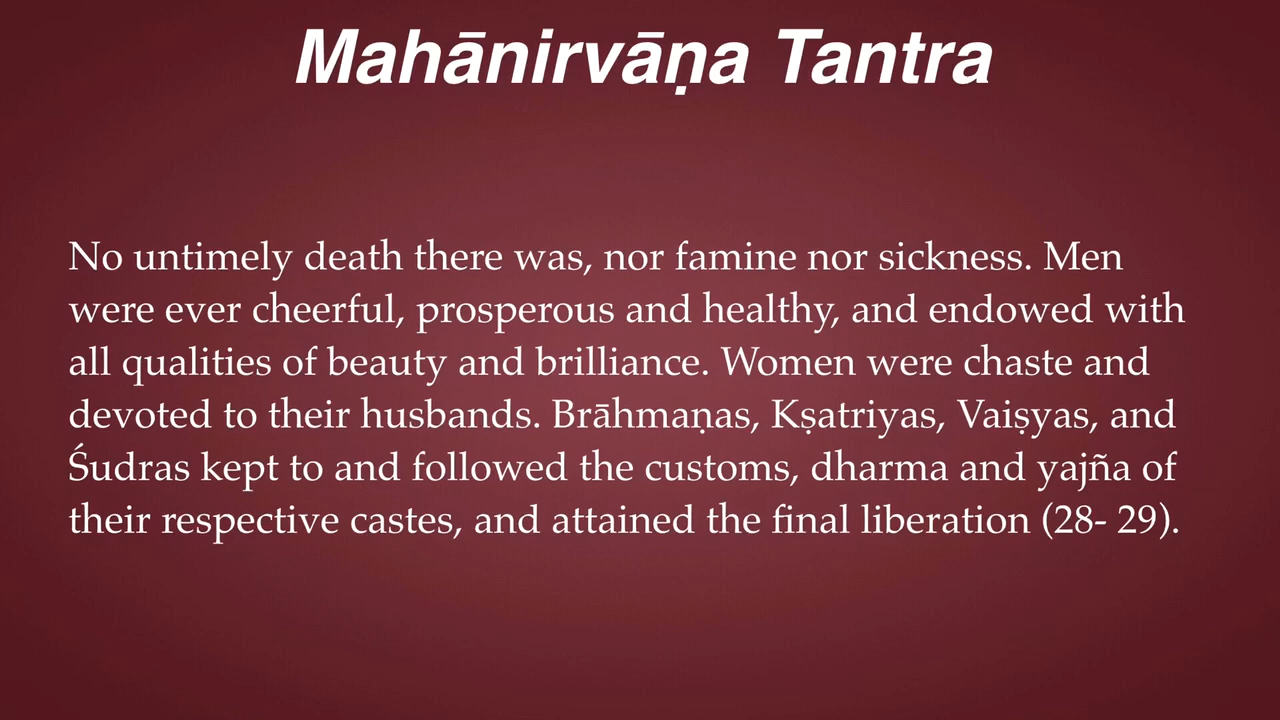 Mahānirvāṇa Tantra
No untimely death there was, nor famine nor sickness. Men
were ever cheerful, prosperous and healthy, and endowed with
all qualities of beauty and brilliance. Women were chaste and
devoted to their husbands. Brāhmaṇas, Kṣatriyas, Vaiṣyas, and
Śudras kept to and followed the customs, dharma and yajña of
their respective castes, and attained the final liberation (28- 29).